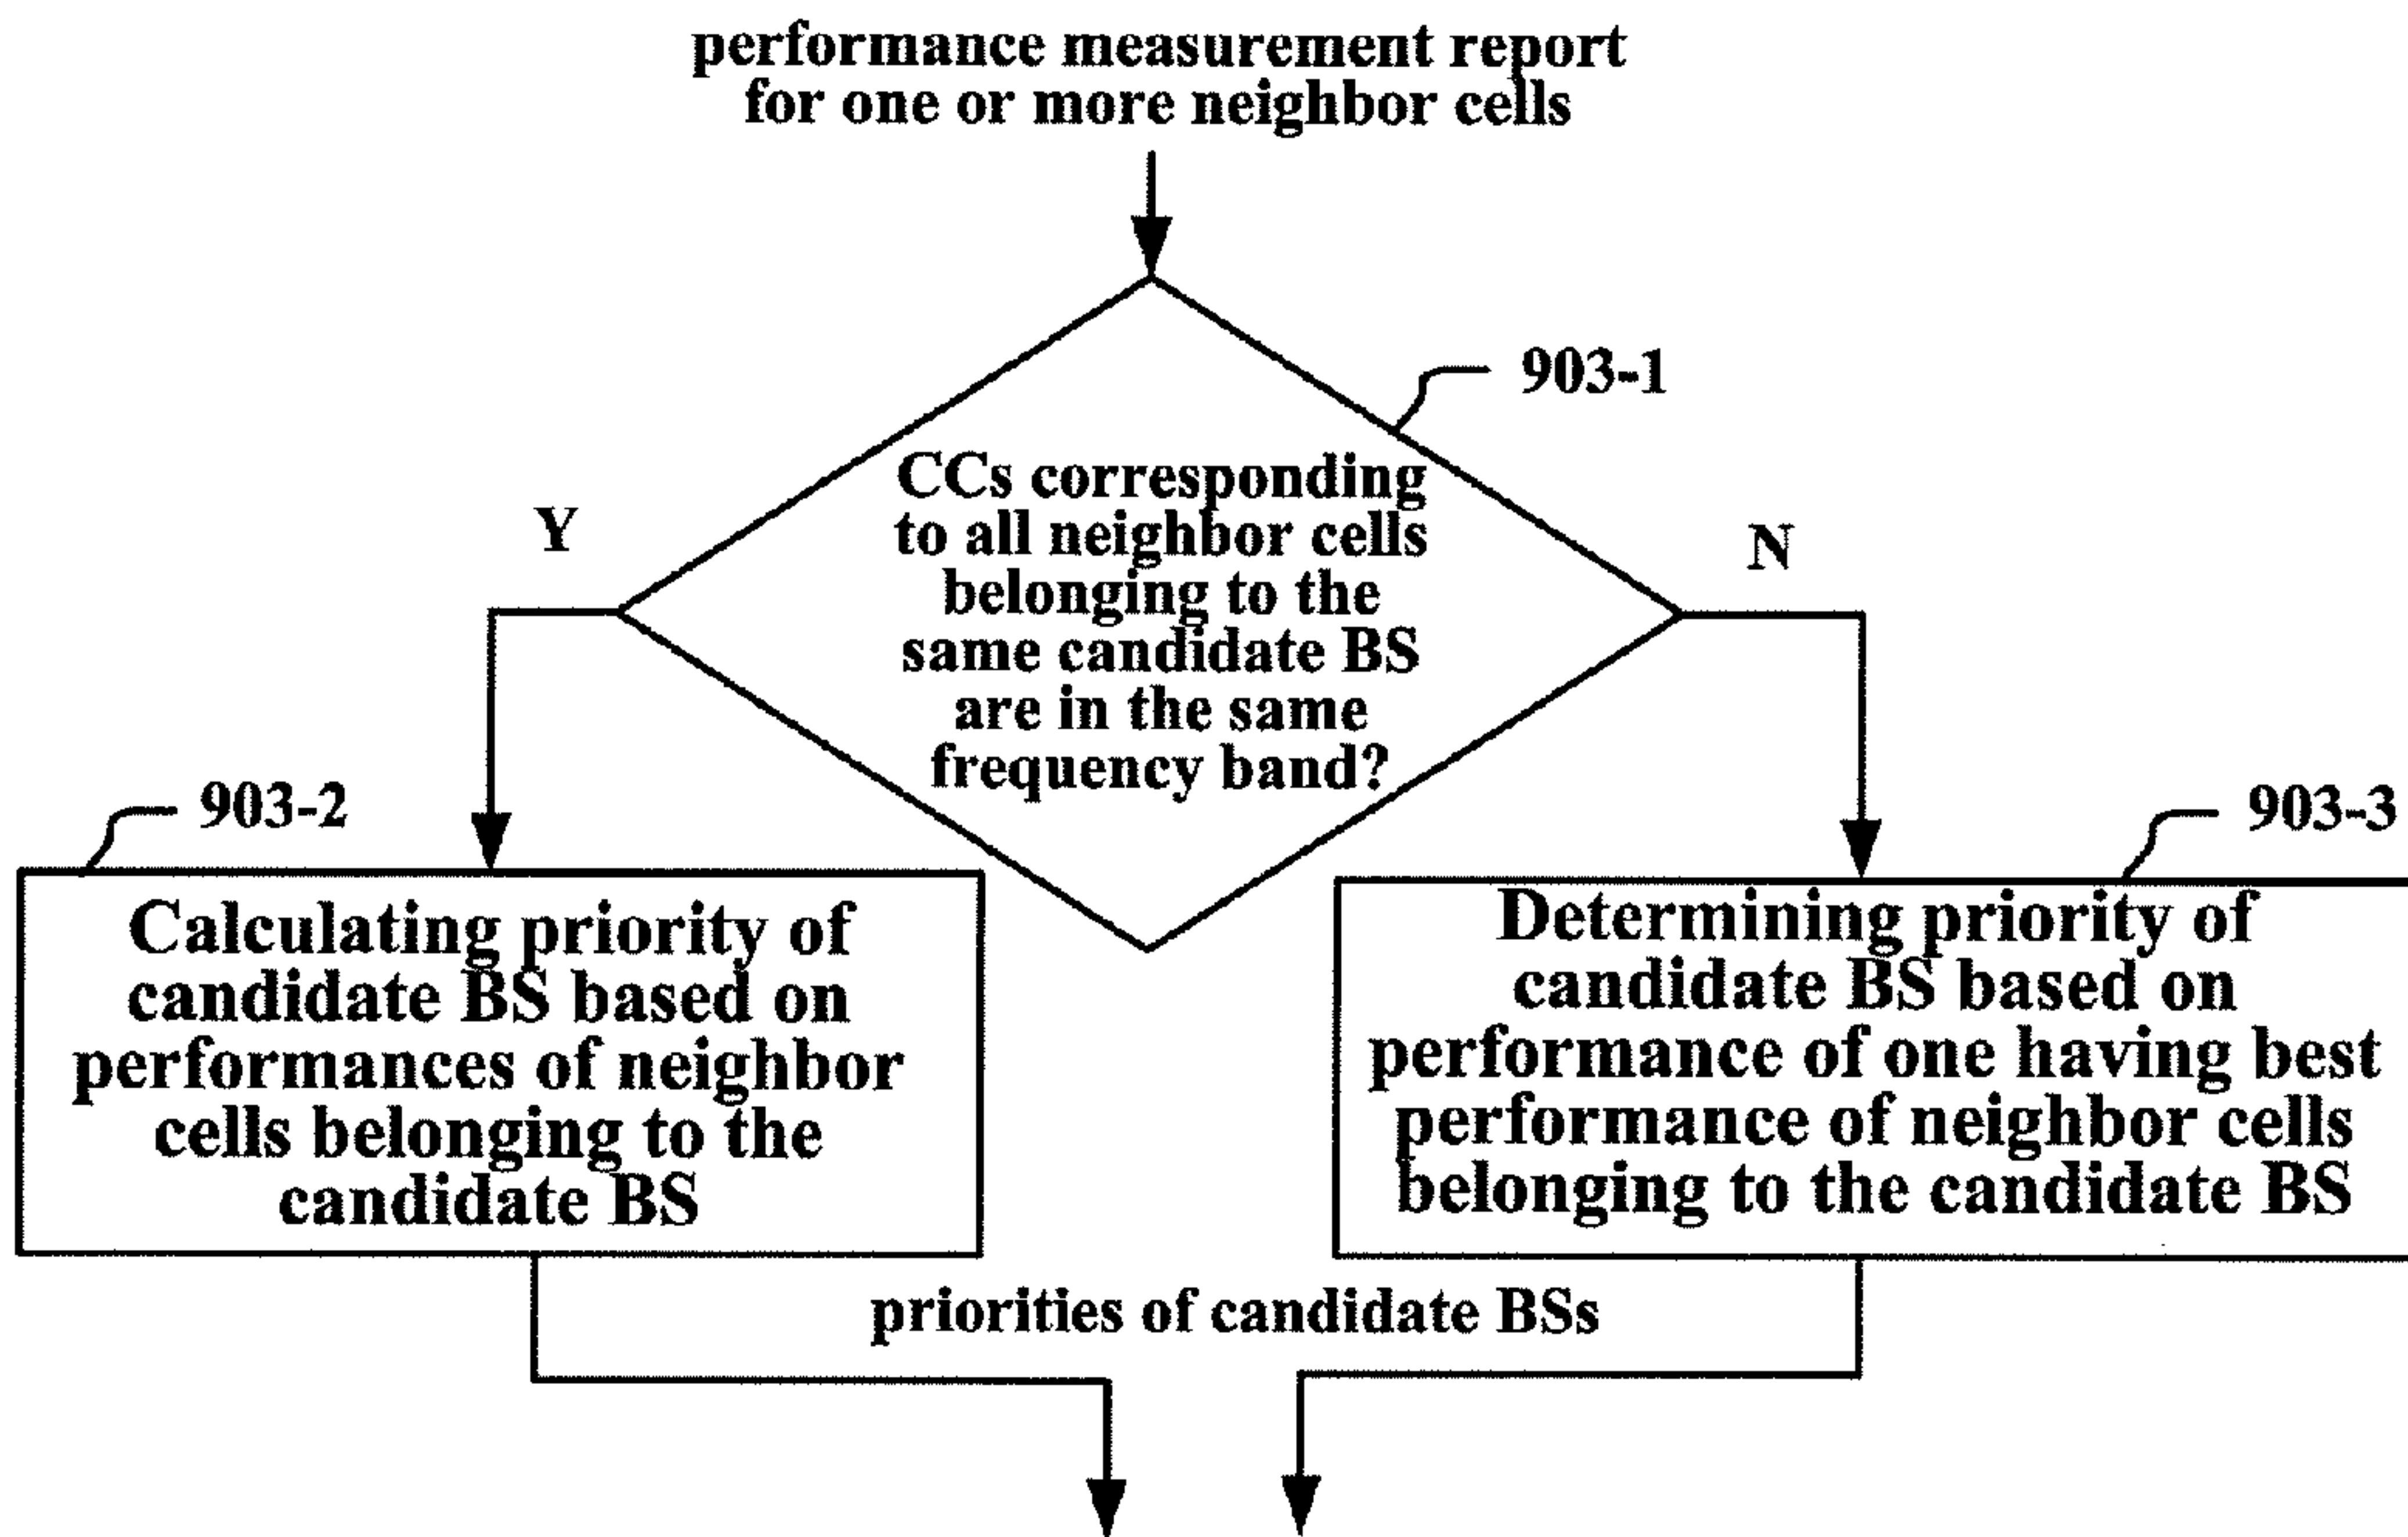 performance measurement report
for one or more neighbor cells
903-1
CCs corresponding
to all neighbor cells
belonging to the
same candidate BS
are in the same
frequency band?
Y
N
903-2
903-3
Calculating priority of
candidate BS based on
performances of neighbor
cells belonging to the
candidate BS
Determining priority of
candidate BS based on
performance of one having best
performance of neighbor cells
belonging to the candidate BS
priorities of candidate BSs